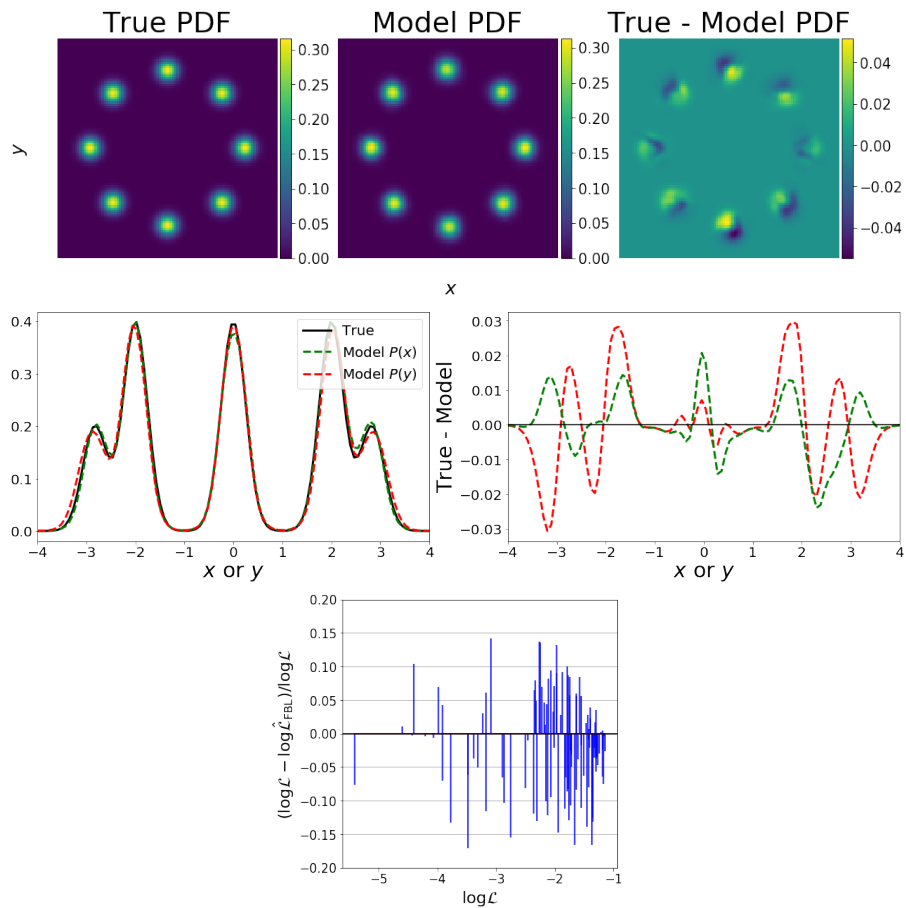 True PDF
Model PDF
True - Model PDF
y
0.30
0.25
0.20
0.15
0.10
0.05
0.00
0.30
0.25
0.20
0.15
0.10
0.05
0.00
0.04
0.02
0.00
−0.02
−0.04
x
0.4
0.3
0.2
0.1
0.0
−4 −3 −2 −1 0 1 2 3 4
x or y
True
Model P(x)
Model P(y)
True - Model
0.03
0.02
0.01
0.00
−0.01
−0.02
−0.03
−4 −3 −2 −1 0 1 2 3 4
x or y
(logℒ − logℒ̂_FBL)/logℒ
0.20
0.15
0.10
0.05
0.00
−0.05
−0.10
−0.15
−0.20
−5 −4 −3 −2 −1
logℒ